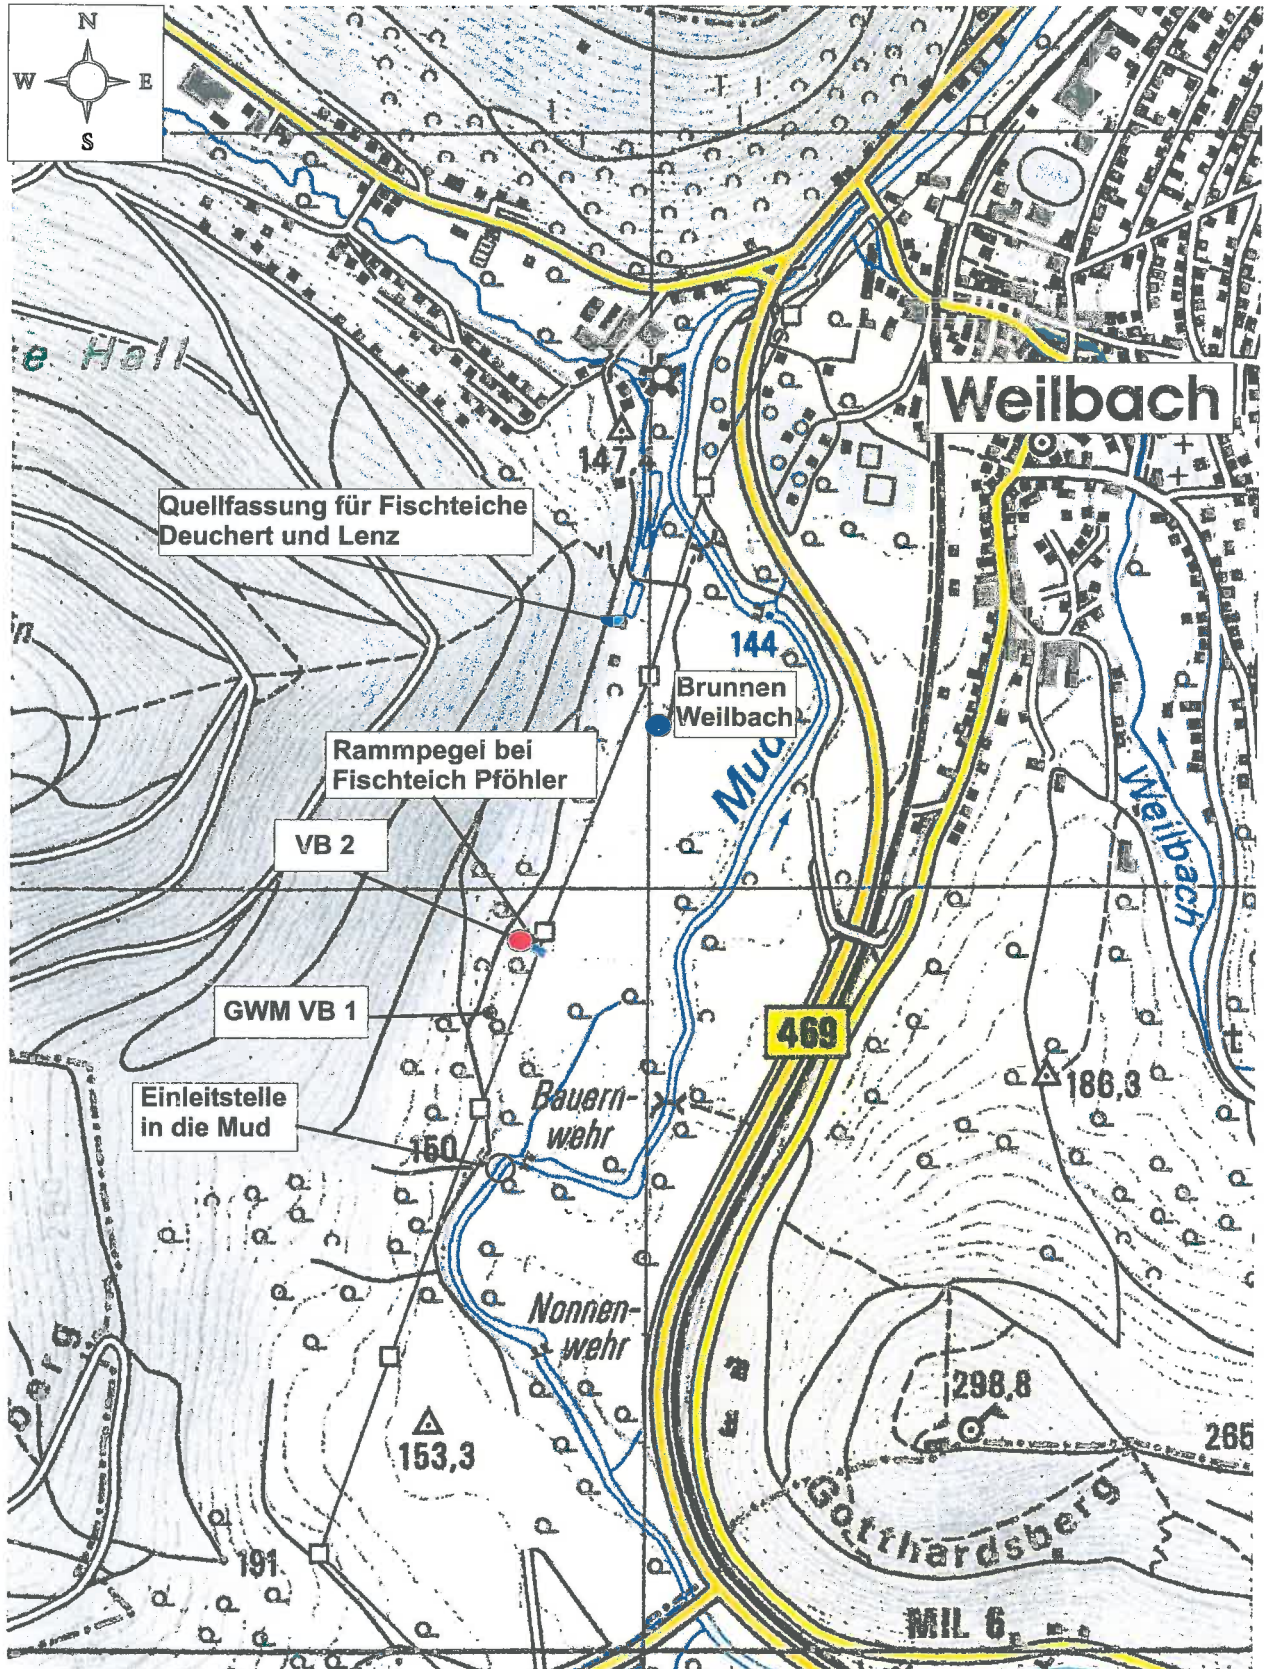 N
W E
S
e Hall
Weilbach
147,
Quellfassung für Fischteiche
Deuchert und Lenz
144
Brunnen
Weilbach
Mud
Rammpegel bei
Fischteich Pföhler
VB 2
Weilbach
GWM VB 1
469
186,3
Einleitstelle
in die Mud
Bauern-
wehr
160
Nonnen-
wehr
298,8
265
berg
153,3
Gotthardsberg
191
MIL 6